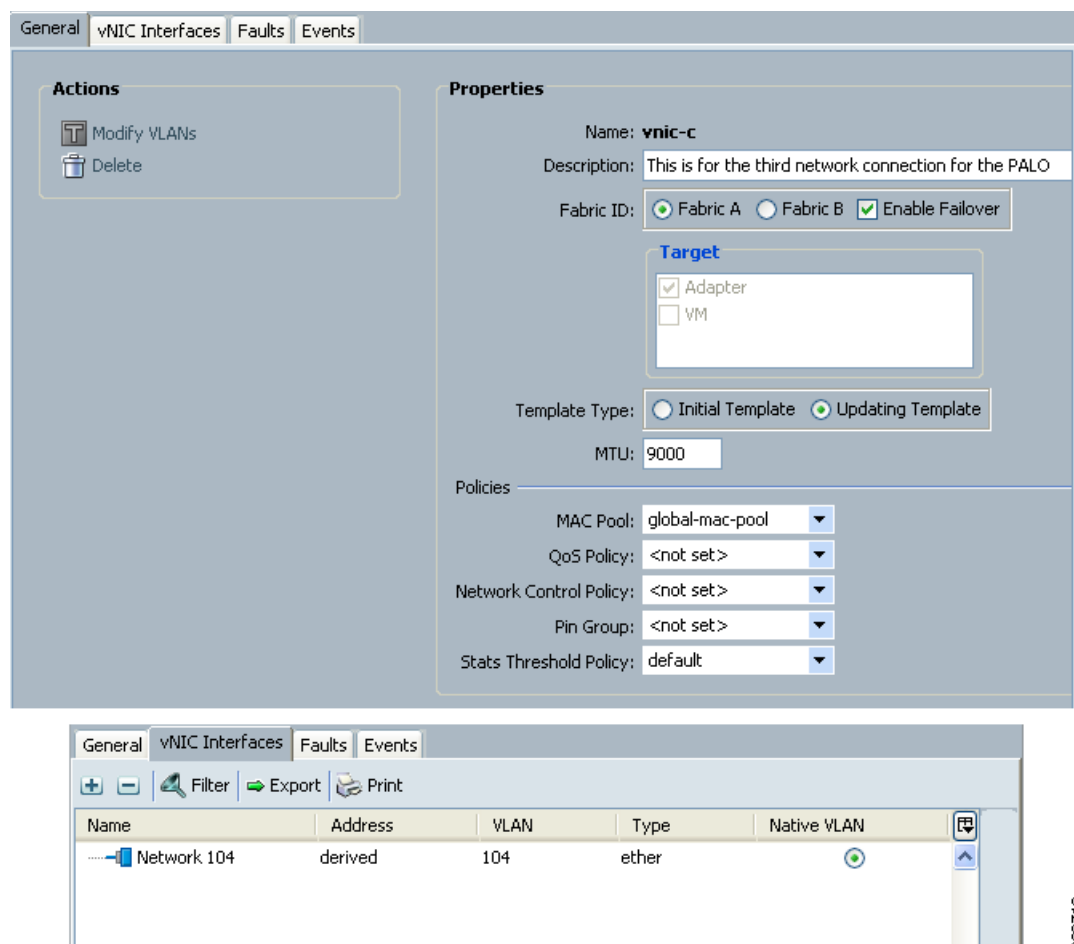 General vNIC Interfaces Faults Events
Actions
Modify VLANs
Delete
Properties
Name: vnic-c
Description: This is for the third network connection for the PALO
Fabric ID: Fabric A Fabric B Enable Failover
Target
Adapter
VM
Template Type: Initial Template Updating Template
MTU: 9000
Policies
MAC Pool: global-mac-pool
QoS Policy: <not set>
Network Control Policy: <not set>
Pin Group: <not set>
Stats Threshold Policy: default
General vNIC Interfaces Faults Events
Filter Export Print
Name Address VLAN Type Native VLAN
Network 104 derived 104 ether